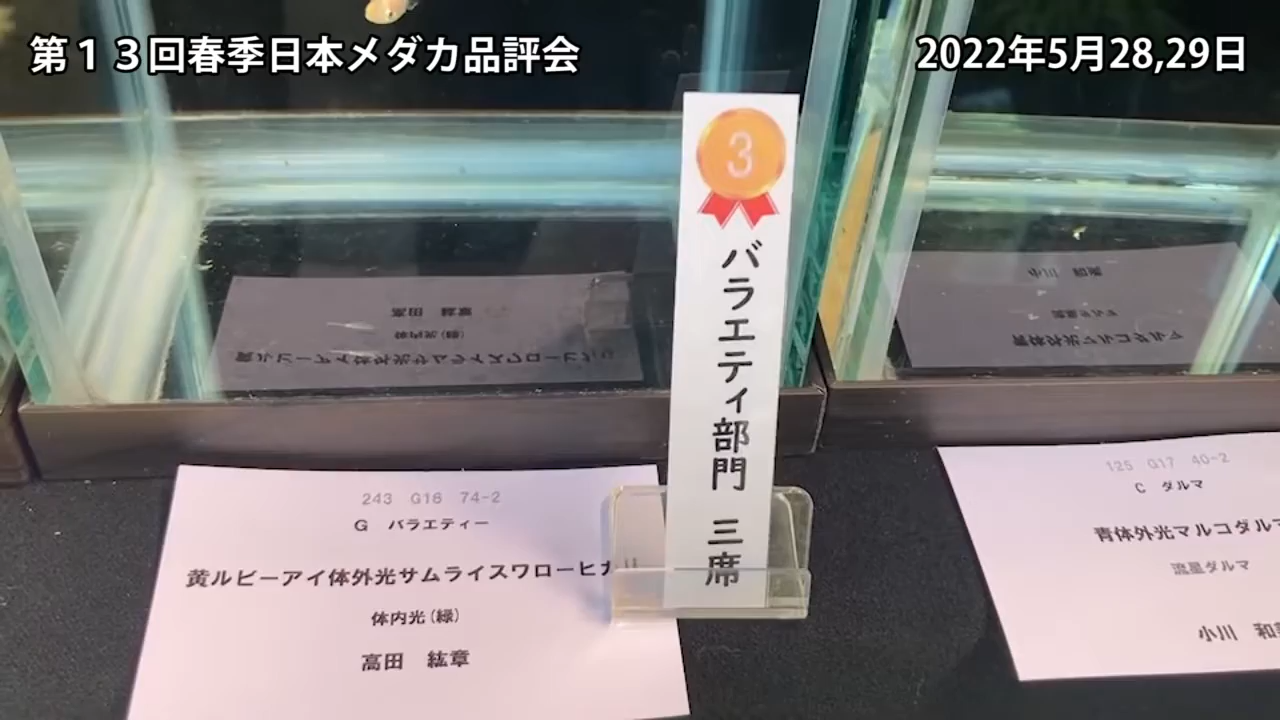 第１３回春季日本メダカ品評会
2022年5月28,29日
3
バラエティ部門 三席
243 G16 74-2
G バラエティー
黄ルビーアイ体外光サムライスワローヒカリ
体内光(緑)
高田 紘章
125 G17 40-2
C ダルマ
青体外光マルコダルマ
流星ダルマ
小川 和